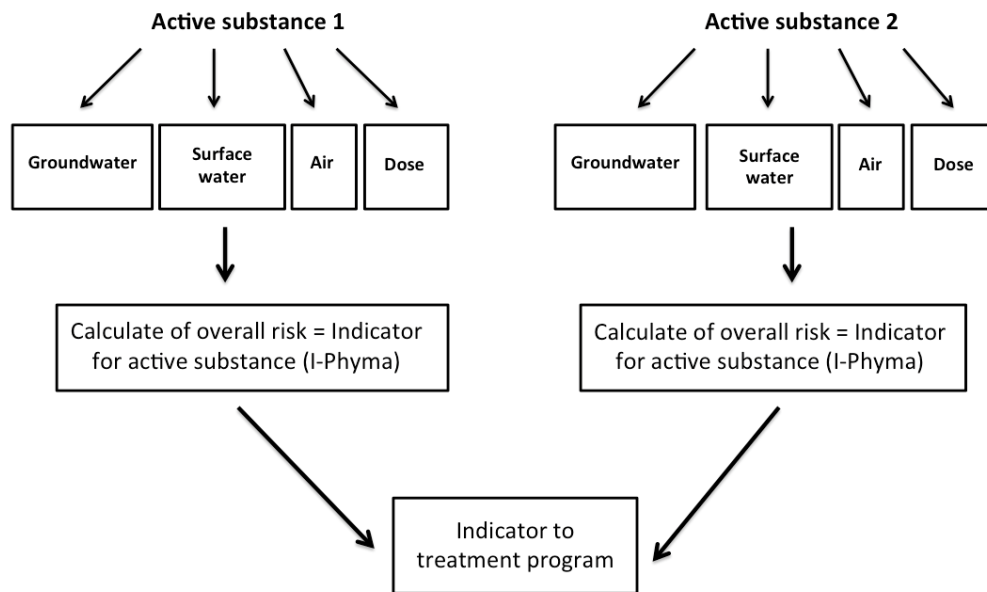 Active substance 1
Active substance 2
Groundwater
Surface
water
Air
Dose
Groundwater
Surface
water
Air
Dose
Calculate of overall risk = Indicator
for active substance (I-Phyma)
Calculate of overall risk = Indicator
for active substance (I-Phyma)
Indicator to
treatment program